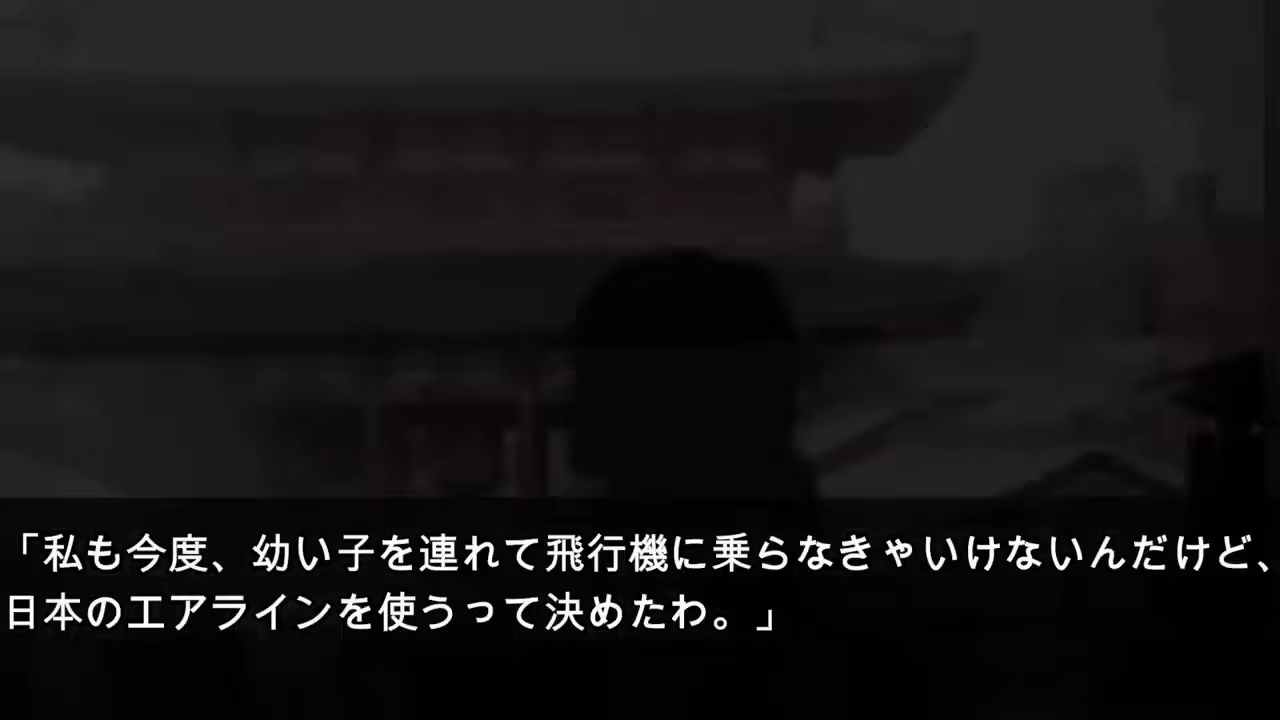 「私も今度、幼い子を連れて飛行機に乗らなきゃいけないんだけど、
日本のエアラインを使うって決めたわ。」